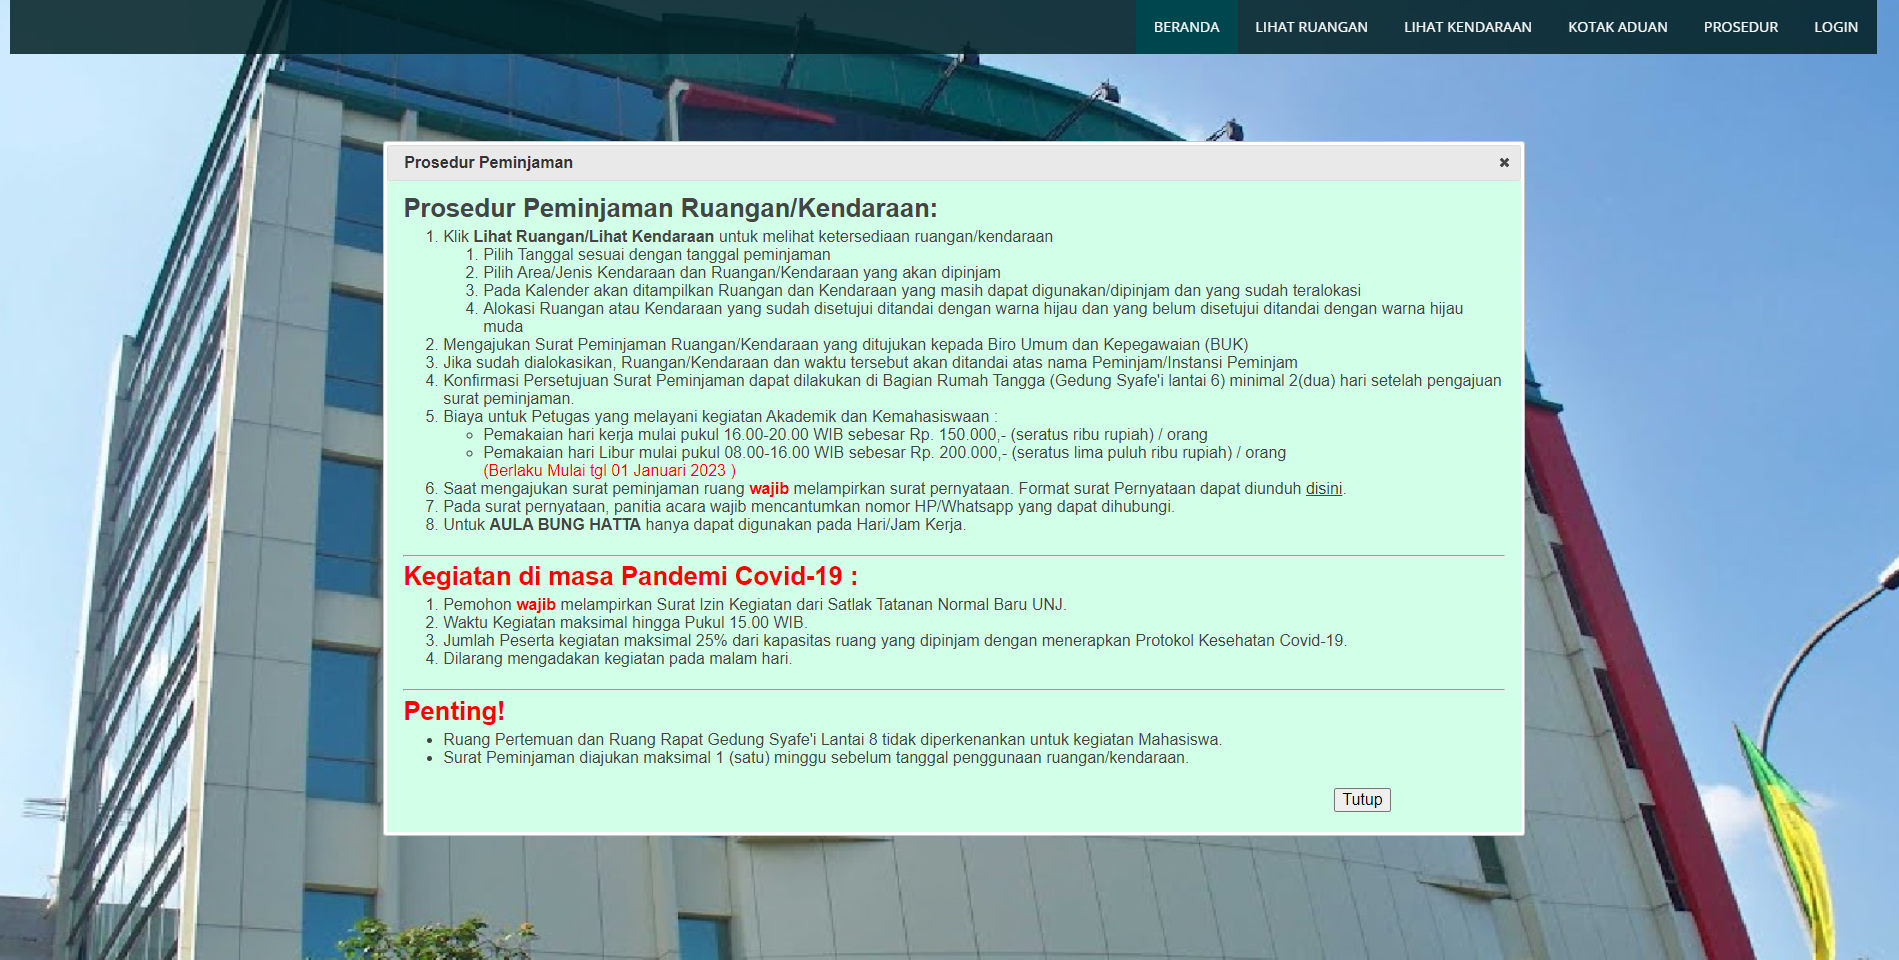 BERANDA LIHAT RUANGAN LIHAT KENDARAAN KOTAK ADUAN PROSEDUR LOGIN
Prosedur Peminjaman
Prosedur Peminjaman Ruangan/Kendaraan:
1. Klik Lihat Ruangan/Lihat Kendaraan untuk melihat ketersediaan ruangan/kendaraan
1. Pilih Tanggal sesuai dengan tanggal peminjaman
2. Pilih Area/Jenis Kendaraan dan Ruangan/Kendaraan yang akan dipinjam
3. Pada Kalender akan ditampilkan Ruangan dan Kendaraan yang masih dapat digunakan/dipinjam dan yang sudah teralokasi
4. Alokasi Ruangan atau Kendaraan yang sudah disetujui ditandai dengan warna hijau dan yang belum disetujui ditandai dengan warna hijau
muda
2. Mengajukan Surat Peminjaman Ruangan/Kendaraan yang ditujukan kepada Biro Umum dan Kepegawaian (BUK)
3. Jika sudah dialokasikan, Ruangan/Kendaraan dan waktu tersebut akan ditandai atas nama Peminjam/Instansi Peminjam
4. Konfirmasi Persetujuan Surat Peminjaman dapat dilakukan di Bagian Rumah Tangga (Gedung Syafe'i lantai 6) minimal 2(dua) hari setelah pengajuan
surat peminjaman.
5. Biaya untuk Petugas yang melayani kegiatan Akademik dan Kemahasiswaan :
◦ Pemakaian hari kerja mulai pukul 16.00-20.00 WIB sebesar Rp. 150.000,- (seratus ribu rupiah) / orang
◦ Pemakaian hari Libur mulai pukul 08.00-16.00 WIB sebesar Rp. 200.000,- (seratus lima puluh ribu rupiah) / orang
(Berlaku Mulai tgl 01 Januari 2023 )
6. Saat mengajukan surat peminjaman ruang wajib melampirkan surat pernyataan. Format surat Pernyataan dapat diunduh disini.
7. Pada surat pernyataan, panitia acara wajib mencantumkan nomor HP/Whatsapp yang dapat dihubungi.
8. Untuk AULA BUNG HATTA hanya dapat digunakan pada Hari/Jam Kerja.
Kegiatan di masa Pandemi Covid-19 :
1. Pemohon wajib melampirkan Surat Izin Kegiatan dari Satlak Tatanan Normal Baru UNJ.
2. Waktu Kegiatan maksimal hingga Pukul 15.00 WIB.
3. Jumlah Peserta kegiatan maksimal 25% dari kapasitas ruang yang dipinjam dengan menerapkan Protokol Kesehatan Covid-19.
4. Dilarang mengadakan kegiatan pada malam hari.
Penting!
• Ruang Pertemuan dan Ruang Rapat Gedung Syafe'i Lantai 8 tidak diperkenankan untuk kegiatan Mahasiswa.
• Surat Peminjaman diajukan maksimal 1 (satu) minggu sebelum tanggal penggunaan ruangan/kendaraan.
Tutup